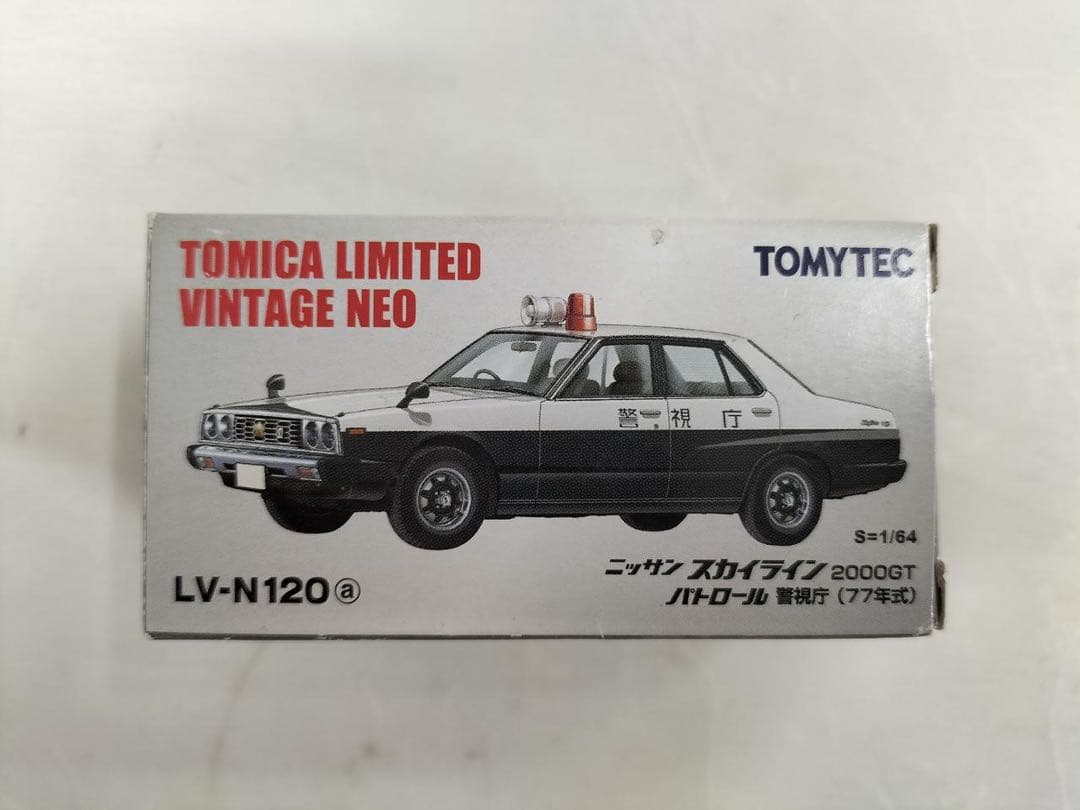 TOMICA LIMITED
VINTAGE NEO
TOMYTEC
警視庁
S=1/64
LV-N120ⓐ
ニッサン スカイライン 2000GT
パトロール 警視庁 (77年式)